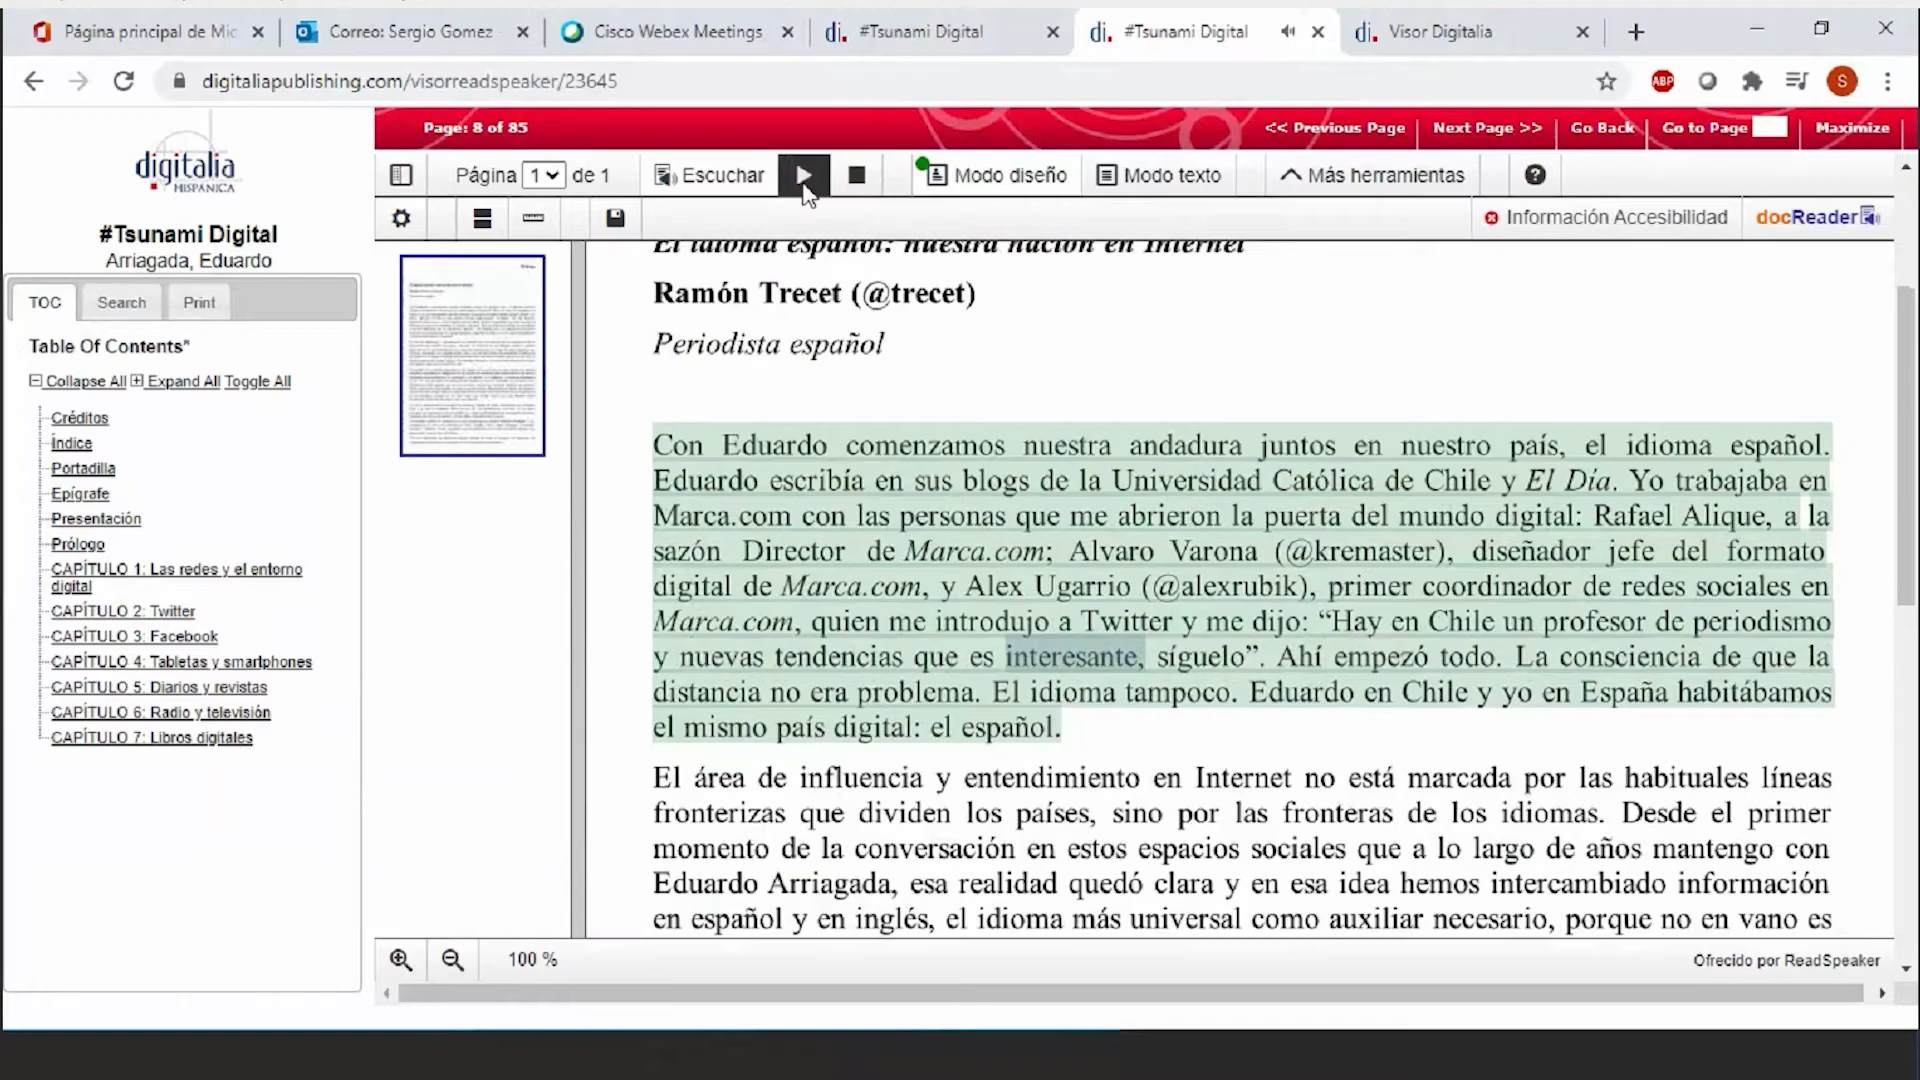 Página principal de Mic
Correo: Sergio Gomez
Cisco Webex Meetings
di. #Tsunami Digital
di. #Tsunami Digital
di. Visor Digitalia
digitaliapublishing.com/visorreadspeaker/23645
ABP
S
digitalia
HISPÁNICA
#Tsunami Digital
Arriagada, Eduardo
TOC
Search
Print
Table Of Contents*
Collapse All Expand All Toggle All
Créditos
Índice
Portadilla
Epígrafe
Presentación
Prólogo
CAPÍTULO 1: Las redes y el entorno
digital
CAPÍTULO 2: Twitter
CAPÍTULO 3: Facebook
CAPÍTULO 4: Tabletas y smartphones
CAPÍTULO 5: Diarios y revistas
CAPÍTULO 6: Radio y televisión
CAPÍTULO 7: Libros digitales
Page: 8 of 85
<< Previous Page
Next Page >>
Go Back
Go to Page
Maximize
Página 1 de 1
Escuchar
Modo diseño
Modo texto
Más herramientas
Información Accesibilidad
docReader
El idioma español: nuestra nación en Internet
Ramón Trecet (@trecet)
Periodista español
Con Eduardo comenzamos nuestra andadura juntos en nuestro país, el idioma español.
Eduardo escribía en sus blogs de la Universidad Católica de Chile y El Día. Yo trabajaba en
Marca.com con las personas que me abrieron la puerta del mundo digital: Rafael Alique, a la
sazón Director de Marca.com; Alvaro Varona (@kremaster), diseñador jefe del formato
digital de Marca.com, y Alex Ugarrio (@alexrubik), primer coordinador de redes sociales en
Marca.com, quien me introdujo a Twitter y me dijo: “Hay en Chile un profesor de periodismo
y nuevas tendencias que es interesante, síguelo”. Ahí empezó todo. La consciencia de que la
distancia no era problema. El idioma tampoco. Eduardo en Chile y yo en España habitábamos
el mismo país digital: el español.
El área de influencia y entendimiento en Internet no está marcada por las habituales líneas
fronterizas que dividen los países, sino por las fronteras de los idiomas. Desde el primer
momento de la conversación en estos espacios sociales que a lo largo de años mantengo con
Eduardo Arriagada, esa realidad quedó clara y en esa idea hemos intercambiado información
en español y en inglés, el idioma más universal como auxiliar necesario, porque no en vano es
100 %
Ofrecido por ReadSpeaker